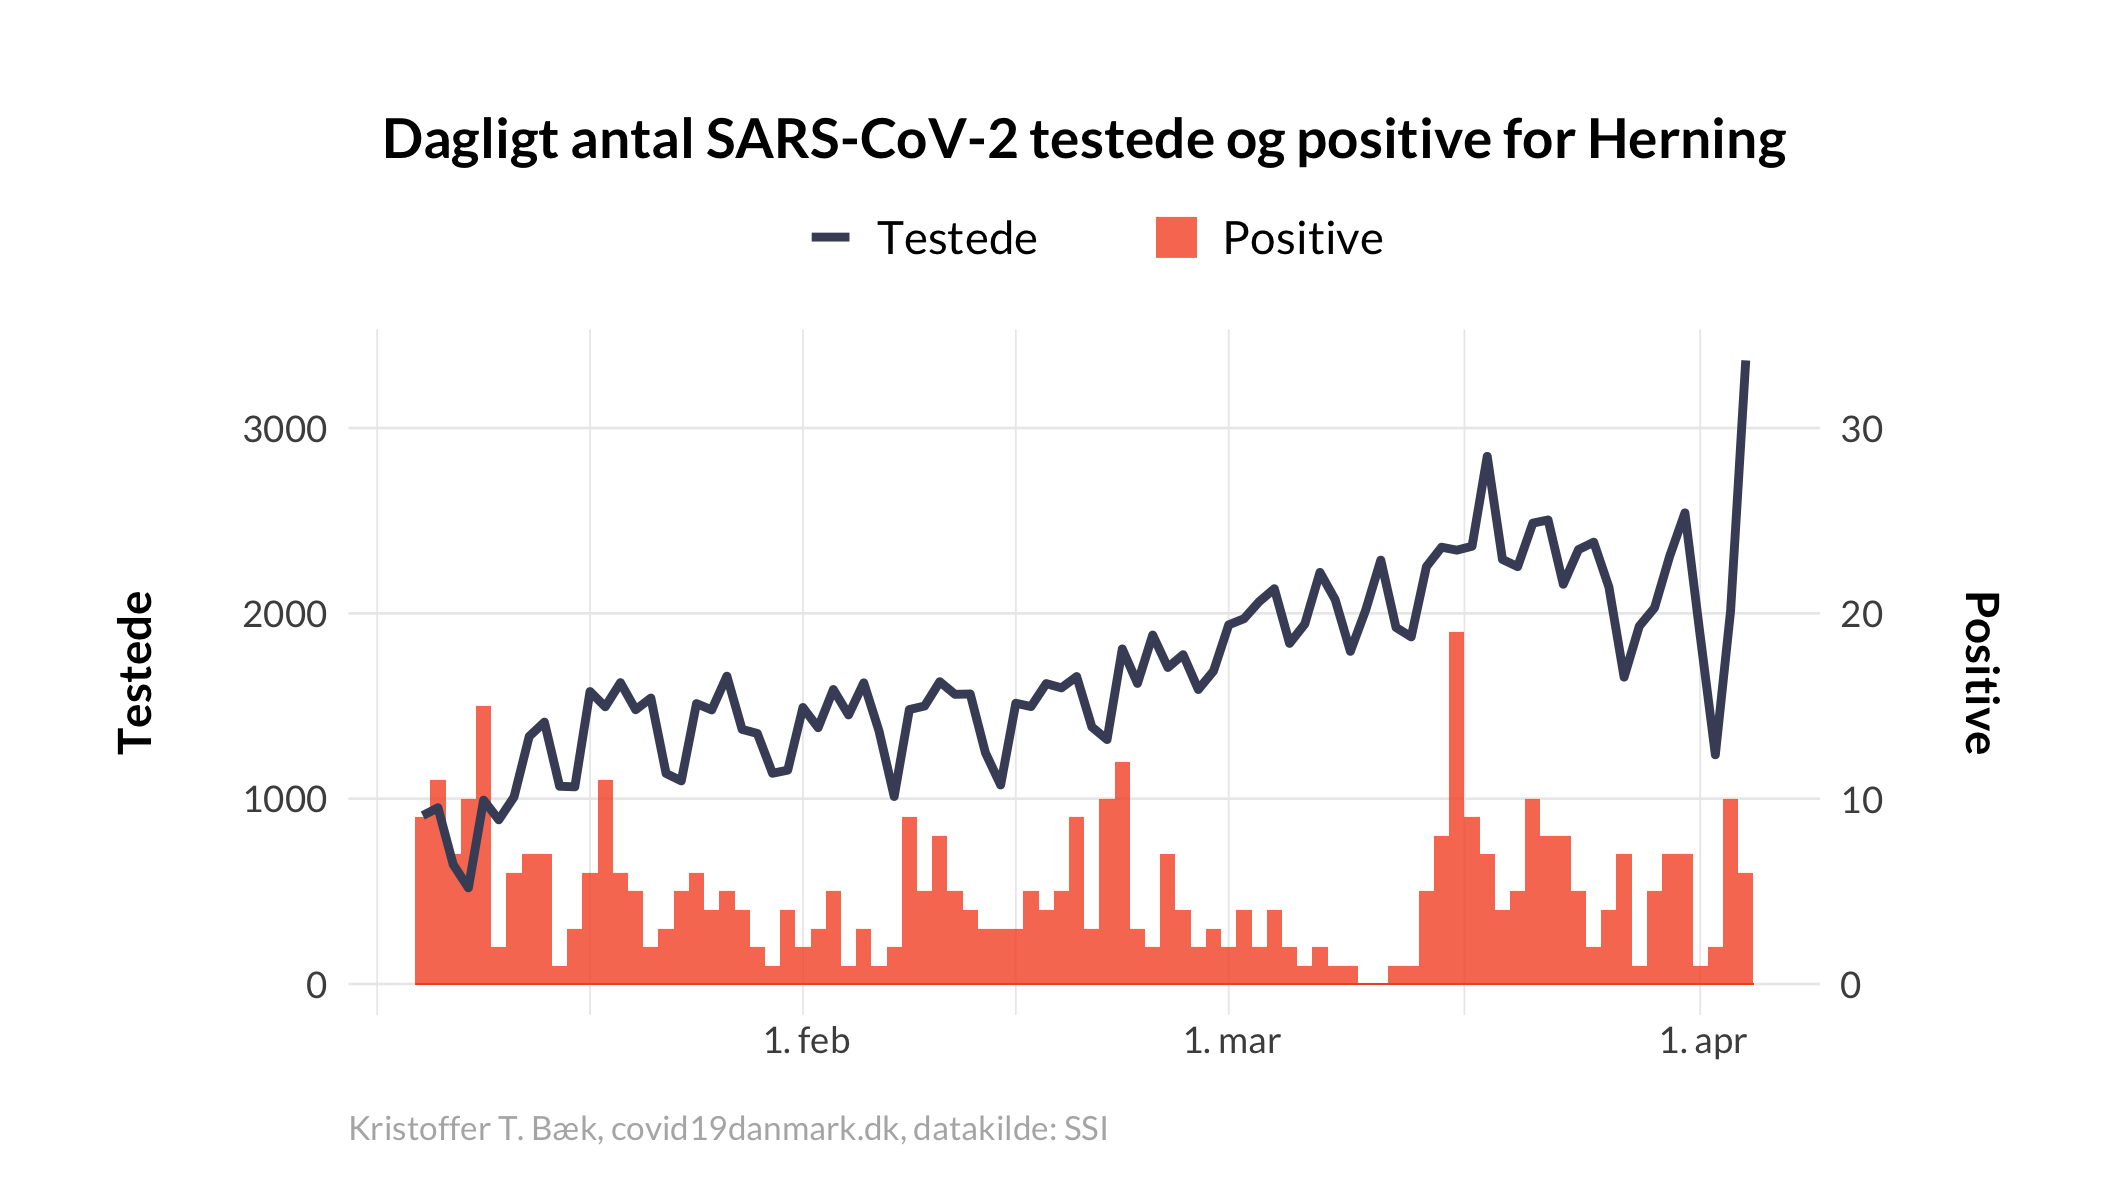 Dagligt antal SARS-CoV-2 testede og positive for Herning
Testede
Positive
3000
2000
1000
0
Testede
30
20
10
0
Positive
1. feb
1. mar
1. apr
Kristoffer T. Bæk, covid19danmark.dk, datakilde: SSI